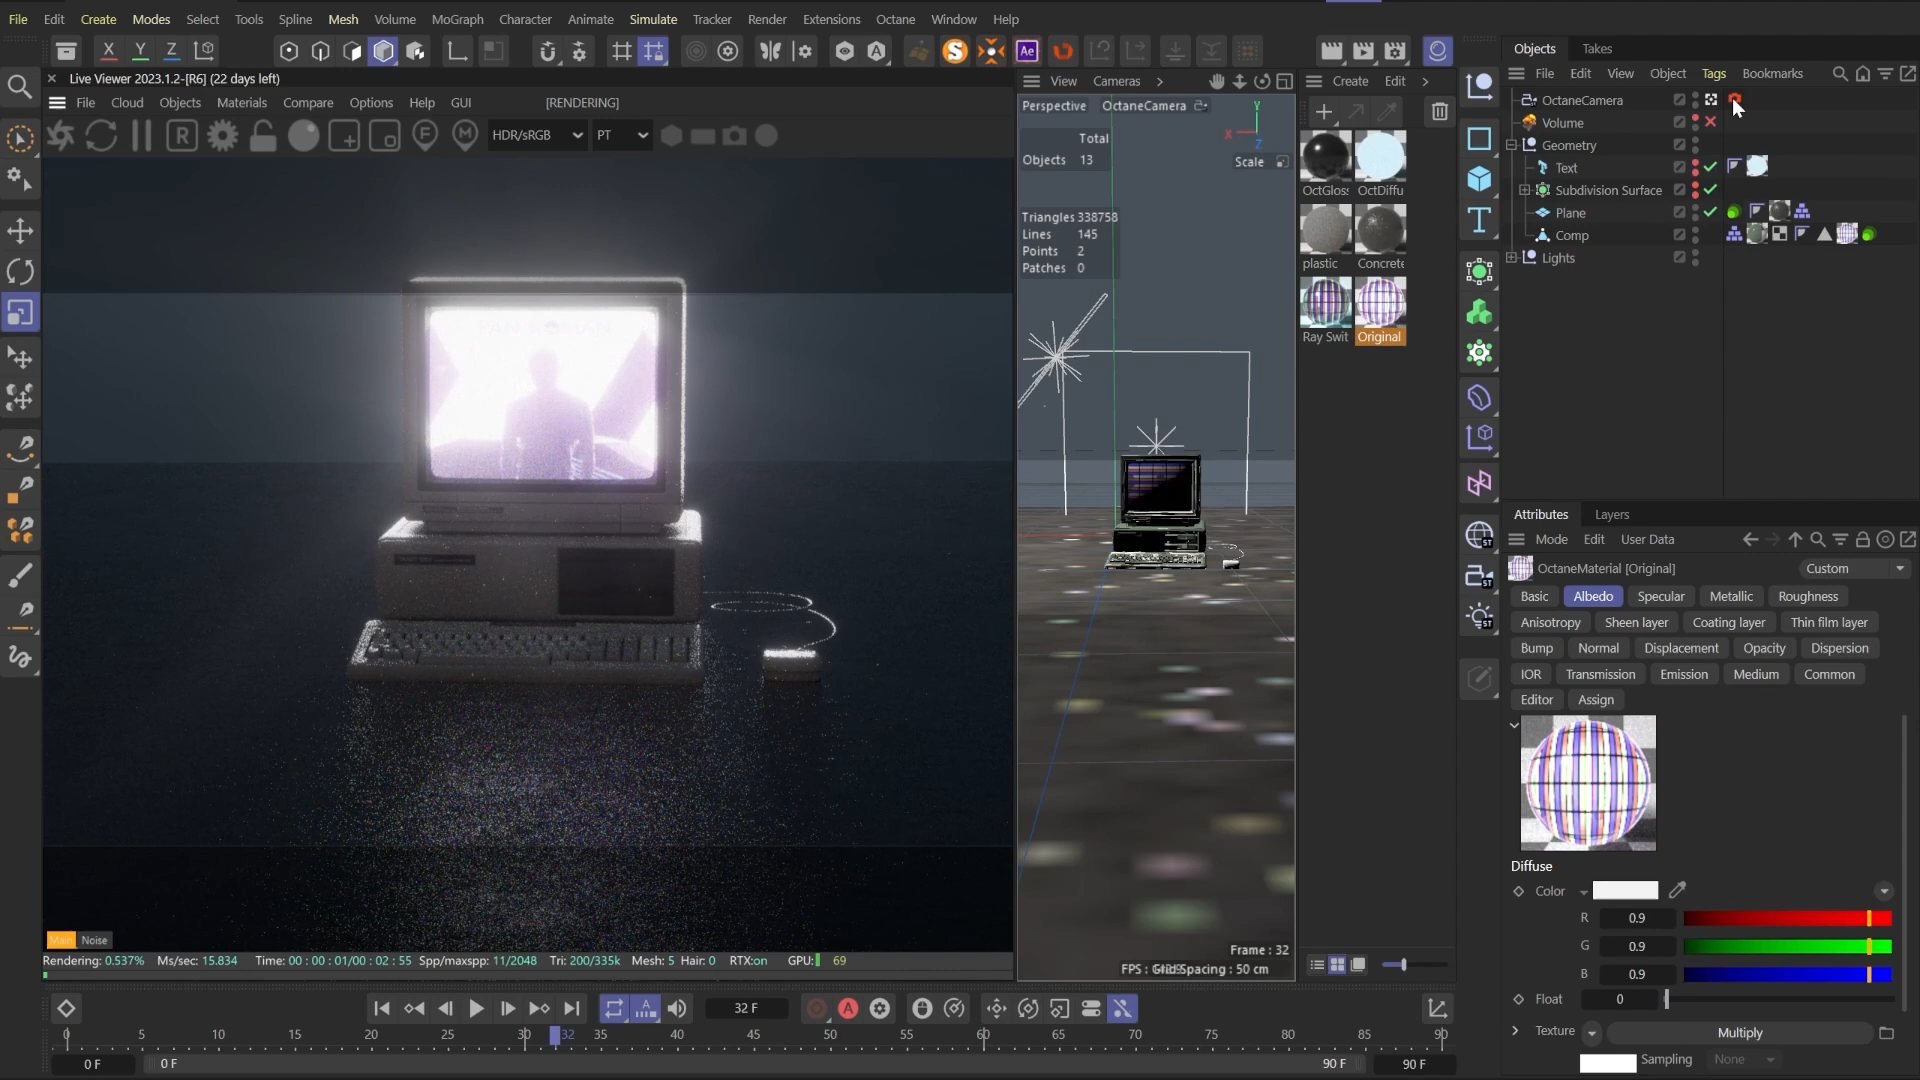 File Edit Create Modes Select Tools Spline Mesh Volume MoGraph Character Animate Simulate Tracker Render Extensions Octane Window Help
X Y Z
S
A
Ae
Live Viewer 2023.1.2-[R6] (22 days left)
File Cloud Objects Materials Compare Options Help GUI [RENDERING]
R
F
M
HDR/sRGB PT
Main Noise
Rendering: 0.537% Ms/sec: 15.834 Time: 00 : 00 : 01/00 : 02 : 55 Spp/maxspp: 11/2048 Tri: 200/335k Mesh: 5 Hair: 0 RTX:on GPU: 69
View Cameras
Perspective OctaneCamera
Total
Objects 13
Y
X
Z
Scale
Triangles 338758
Lines 145
Points 2
Patches 0
Frame : 32
Spacing : 50 cm
FPS :
Create Edit
OctGlos OctDiffu
plastic Concrete
Ray Swit Original
T
ST
ST
ST
Objects Takes
File Edit View Object Tags Bookmarks
OctaneCamera
Volume
Geometry
Text
Subdivision Surface
Plane
Comp
Lights
Attributes Layers
Mode Edit User Data
OctaneMaterial [Original] Custom
Basic Albedo Specular Metallic Roughness
Anisotropy Sheen layer Coating layer Thin film layer
Bump Normal Displacement Opacity Dispersion
IOR Transmission Emission Medium Common
Editor Assign
Diffuse
Color
R 0.9
G 0.9
B 0.9
Float 0
Texture Multiply
Sampling None
A
32 F
A
0 5 10 15 20 25 30 32 35 40 45 50 55 60 65 70 75 80 85 90
0 F 0 F 90 F 90 F